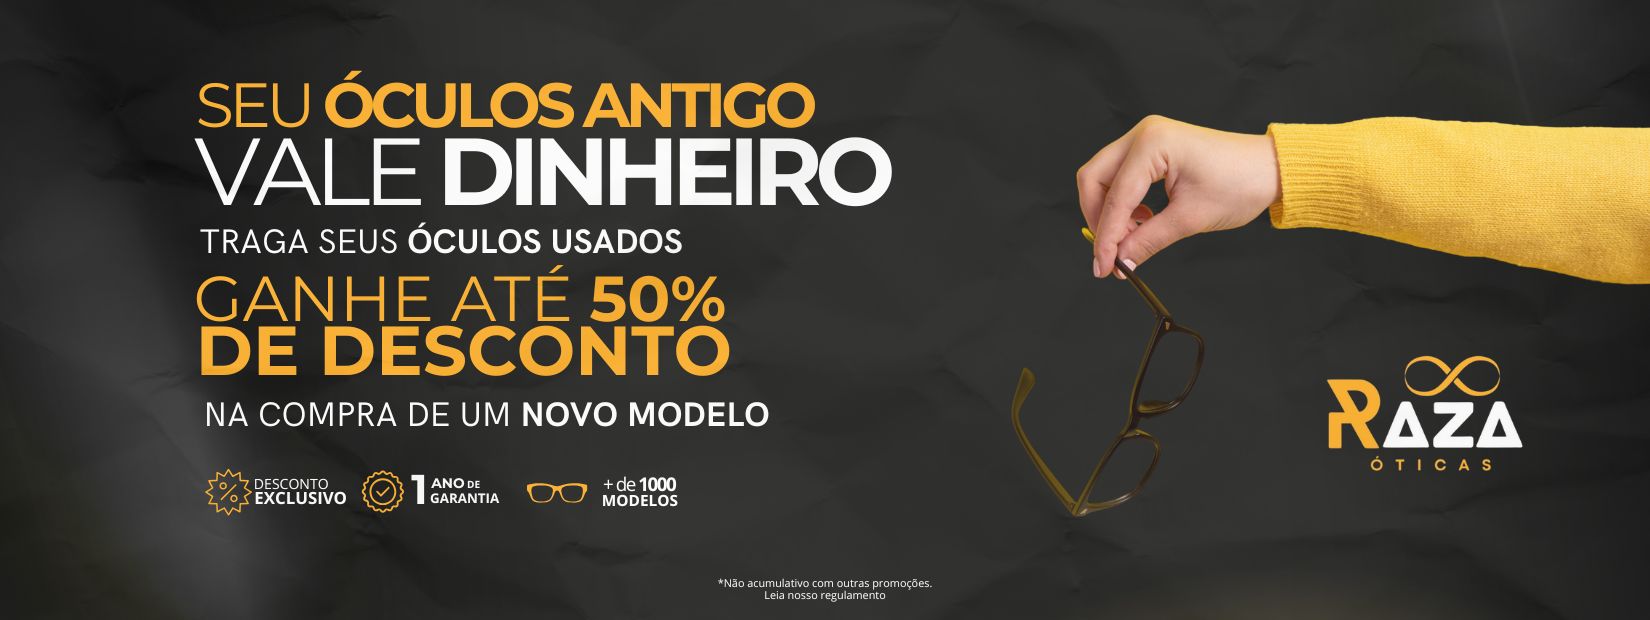 SEU ÓCULOS ANTIGO
VALE DINHEIRO
TRAGA SEUS ÓCULOS USADOS
GANHE ATÉ 50%
DE DESCONTO
NA COMPRA DE UM NOVO MODELO
DESCONTO
EXCLUSIVO
1 ANO DE
GARANTIA
+ de 1000
MODELOS
RAZA
ÓTICAS
*Não acumulativo com outras promoções.
Leia nosso regulamento